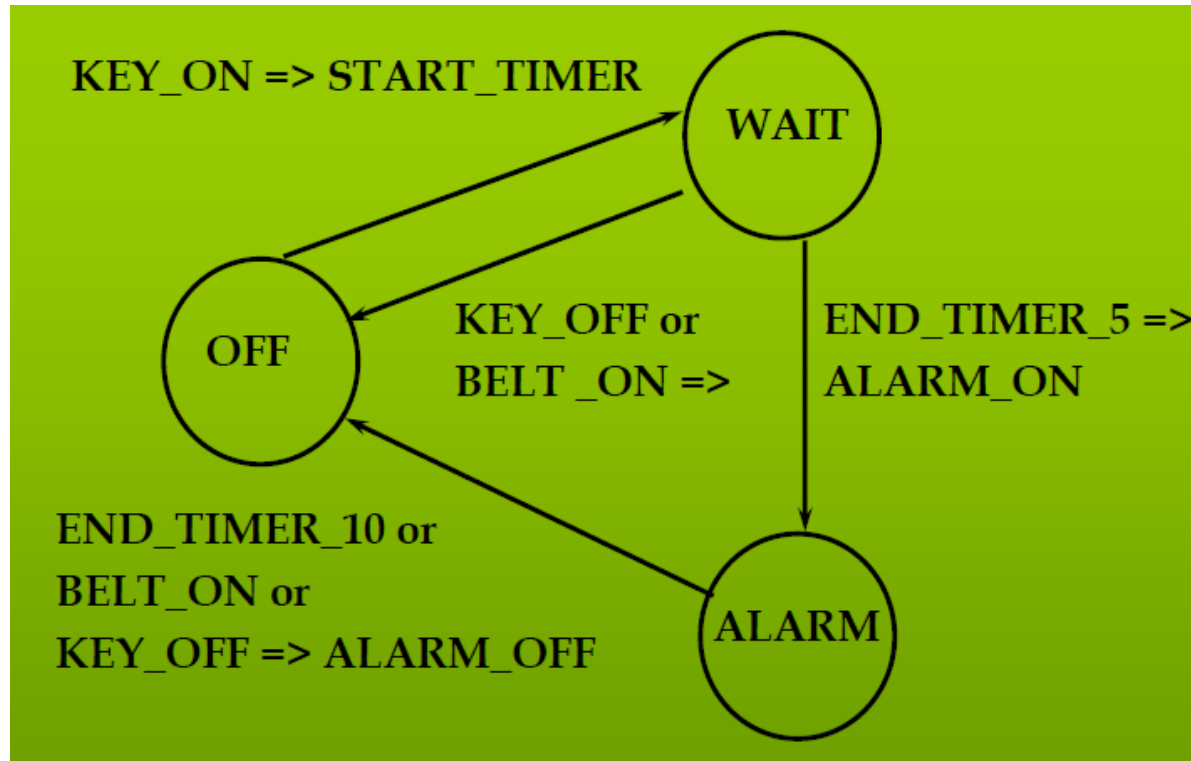 KEY_ON => START_TIMER
WAIT
OFF
KEY_OFF or
BELT _ON =>
END_TIMER_5 =>
ALARM_ON
END_TIMER_10 or
BELT_ON or
KEY_OFF => ALARM_OFF
ALARM